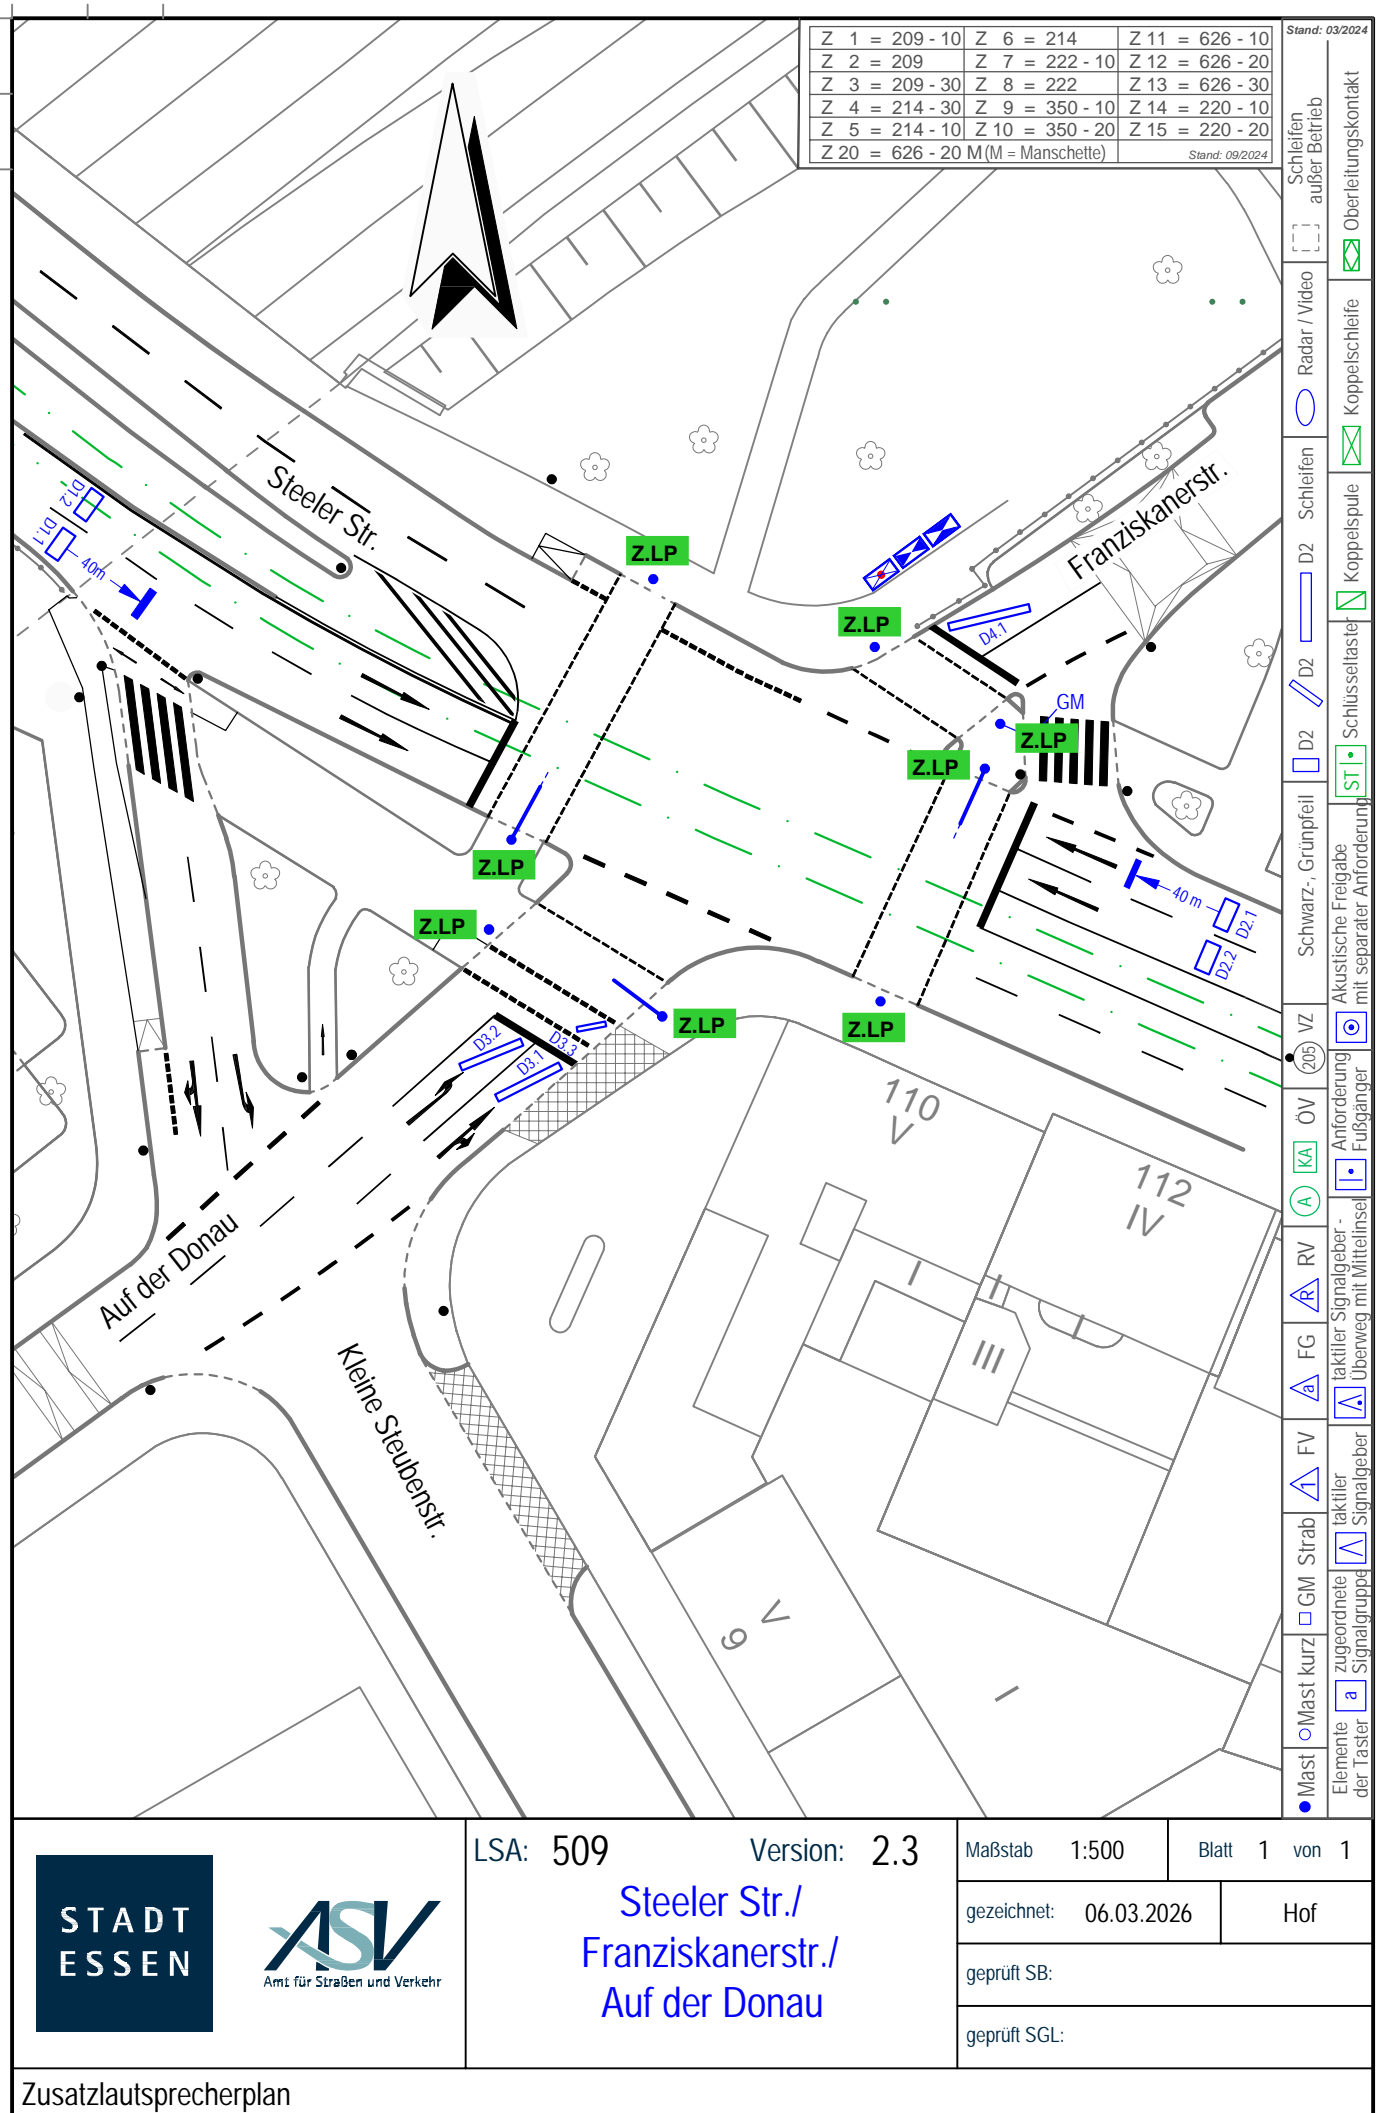 Z 1 = 209 - 10 Z 6 = 214 Z 11 = 626 - 10
Z 2 = 209 Z 7 = 222 - 10 Z 12 = 626 - 20
Z 3 = 209 - 30 Z 8 = 222 Z 13 = 626 - 30
Z 4 = 214 - 30 Z 9 = 350 - 10 Z 14 = 220 - 10
Z 5 = 214 - 10 Z 10 = 350 - 20 Z 15 = 220 - 20
Z 20 = 626 - 20 M (M = Manschette) Stand: 09/2024
Stand: 03/2024
Schleifen
außer Betrieb
Radar / Video
Schleifen
D2
D2
D2
Schwarz-, Grünpfeil
VZ
205
ÖV
KA
A
RV
R
FG
a
FV
1
Strab
GM
Mast kurz
Mast
Oberleitungskontakt
Koppelschleife
Koppelspule
Schlüsseltaster
ST
Akustische Freigabe
mit separater Anforderung
Anforderung
Fußgänger
taktiler Signalgeber -
Überweg mit Mittelinsel
taktiler
Signalgeber
zugeordnete
Signalgruppe
a
Elemente
der Taster
Steeler Str.
Franziskanerstr.
D1.2
D1.1
40m
Z.LP
Z.LP
D4.1
GM
Z.LP
Z.LP
Z.LP
Z.LP
40 m
D2.1
D2.2
Z.LP
Z.LP
D3.2
D3.1
D3.3
110
V
112
IV
Auf der Donau
Kleine Steubenstr.
I
I
I
III
V
9
I
STADT
ESSEN
ASV
Amt für Straßen und Verkehr
LSA: 509 Version: 2.3
Steeler Str./
Franziskanerstr./
Auf der Donau
Maßstab 1:500 Blatt 1 von 1
gezeichnet: 06.03.2026 Hof
geprüft SB:
geprüft SGL:
Zusatzlautsprecherplan